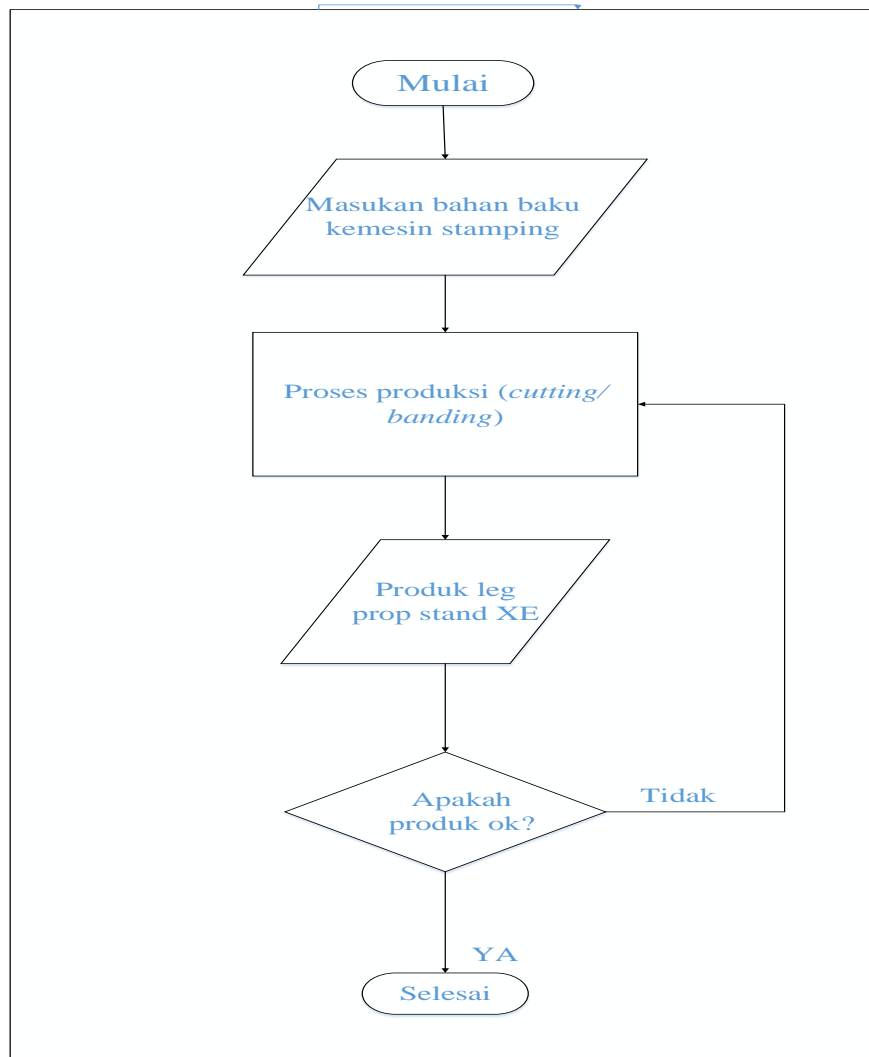 Mulai
Masukan bahan baku
kemesin stamping
Proses produksi (cutting/
banding)
Produk leg
prop stand XE
Apakah
produk ok?
Tidak
YA
Selesai